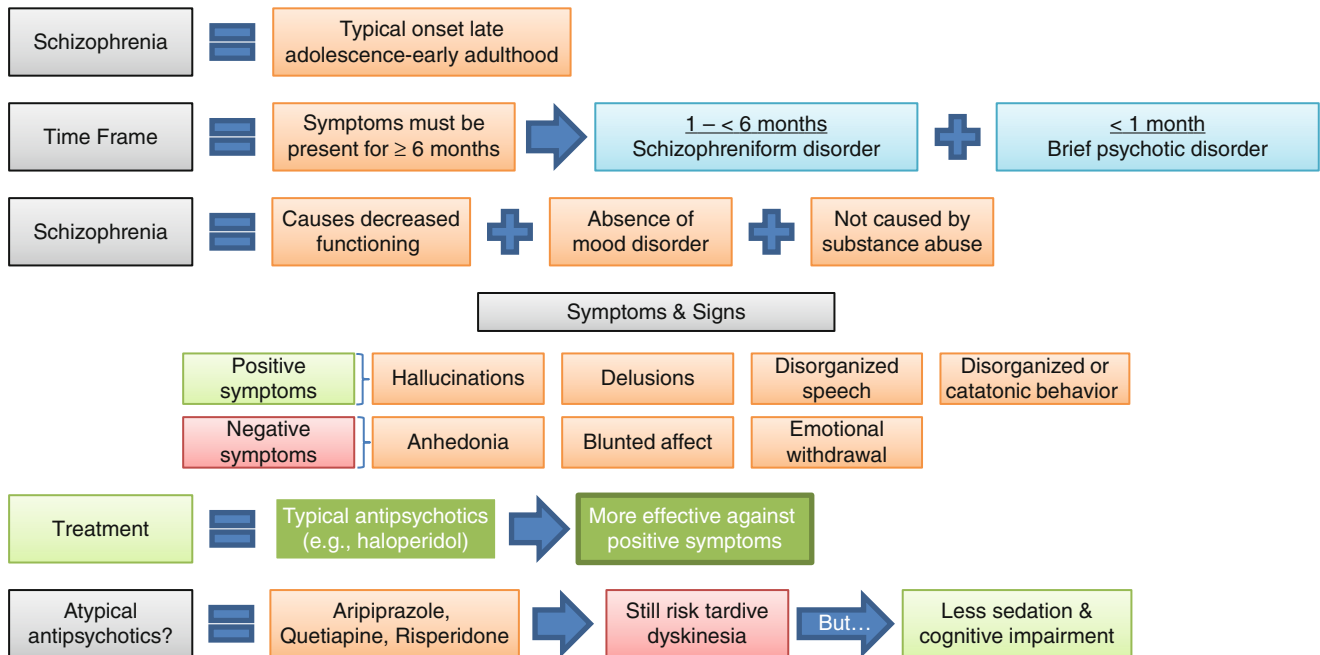 Schizophrenia
Typical onset late
adolescence-early adulthood
Time Frame
Symptoms must be
present for ≥ 6 months
1 – < 6 months
Schizophreniform disorder
< 1 month
Brief psychotic disorder
Schizophrenia
Causes decreased
functioning
Absence of
mood disorder
Not caused by
substance abuse
Symptoms & Signs
Positive
symptoms
Hallucinations
Delusions
Disorganized
speech
Disorganized or
catatonic behavior
Negative
symptoms
Anhedonia
Blunted affect
Emotional
withdrawal
Treatment
Typical antipsychotics
(e.g., haloperidol)
More effective against
positive symptoms
Atypical
antipsychotics?
Aripiprazole,
Quetiapine, Risperidone
Still risk tardive
dyskinesia
But...
Less sedation &
cognitive impairment